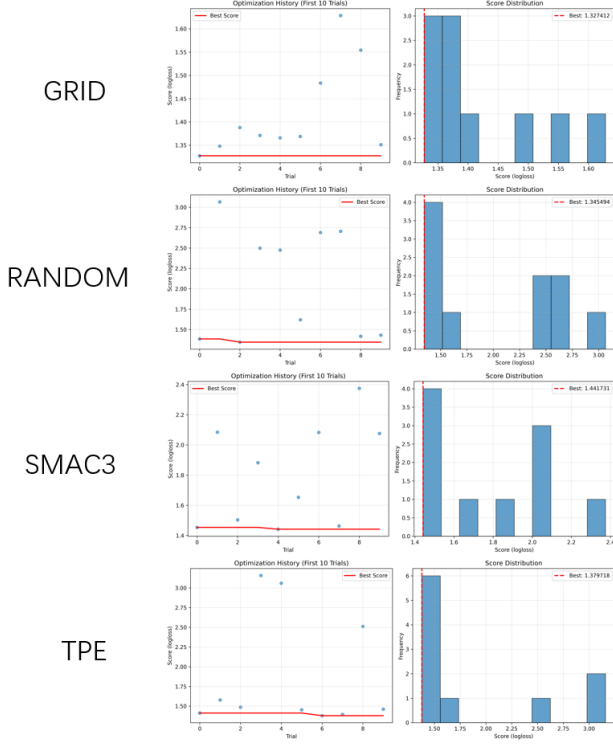 GRID
Optimization History (First 10 Trials)
Best Score
Score (logloss)
1.60
1.55
1.50
1.45
1.40
1.35
0 2 4 6 8
Trial
Score Distribution
Best: 1.327412
Frequency
3.0
2.5
2.0
1.5
1.0
0.5
0.0
1.35 1.40 1.45 1.50 1.55 1.60
Score (logloss)
RANDOM
Optimization History (First 10 Trials)
Best Score
Score (logloss)
3.00
2.75
2.50
2.25
2.00
1.75
1.50
0 2 4 6 8
Trial
Score Distribution
Best: 1.345494
Frequency
4.0
3.5
3.0
2.5
2.0
1.5
1.0
0.5
0.0
1.50 1.75 2.00 2.25 2.50 2.75 3.00
Score (logloss)
SMAC3
Optimization History (First 10 Trials)
Best Score
Score (logloss)
2.4
2.2
2.0
1.8
1.6
1.4
0 2 4 6 8
Trial
Score Distribution
Best: 1.441731
Frequency
4.0
3.5
3.0
2.5
2.0
1.5
1.0
0.5
0.0
1.4 1.6 1.8 2.0 2.2 2.4
Score (logloss)
TPE
Optimization History (First 10 Trials)
Best Score
Score (logloss)
3.00
2.75
2.50
2.25
2.00
1.75
1.50
0 2 4 6 8
Trial
Score Distribution
Best: 1.379718
Frequency
6
5
4
3
2
1
0
1.50 1.75 2.00 2.25 2.50 2.75 3.00
Score (logloss)